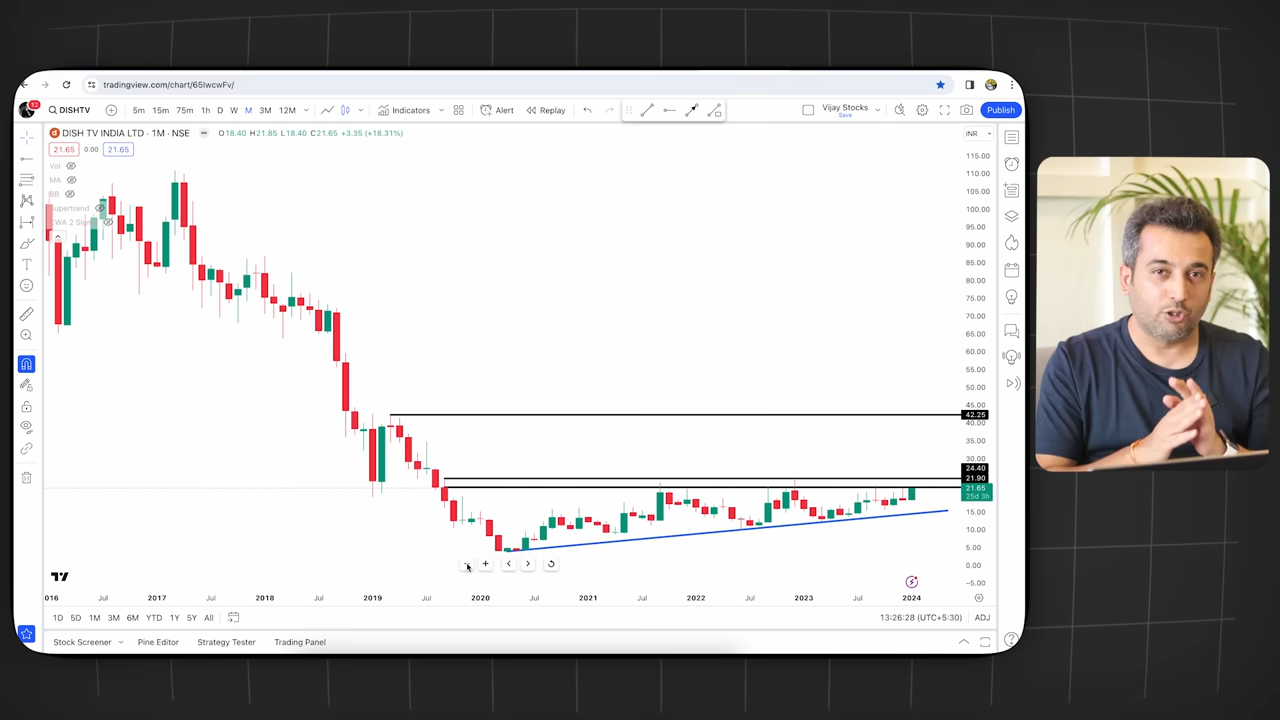 tradingview.com/chart/65IwcwFv/
12
DISHTV 5m 15m 75m 1h D W M 3M 12M Indicators Alert Replay Vijay Stocks Save Publish
DISH TV INDIA LTD · 1M · NSE O18.40 H21.85 L18.40 C21.65 +3.35 (+18.31%) INR
21.65 0.00 21.65
Vol
MA
BB
Supertrend
115.00
110.00
105.00
100.00
95.00
90.00
85.00
80.00
75.00
70.00
65.00
60.00
55.00
50.00
45.00
42.25
40.00
35.00
30.00
24.40
21.90
21.65
25d 3h
15.00
10.00
5.00
0.00
−5.00
016 Jul 2017 Jul 2018 Jul 2019 Jul 2020 Jul 2021 Jul 2022 Jul 2023 Jul 2024
1D 5D 1M 3M 6M YTD 1Y 5Y All 13:26:28 (UTC+5:30) ADJ
Stock Screener Pine Editor Strategy Tester Trading Panel